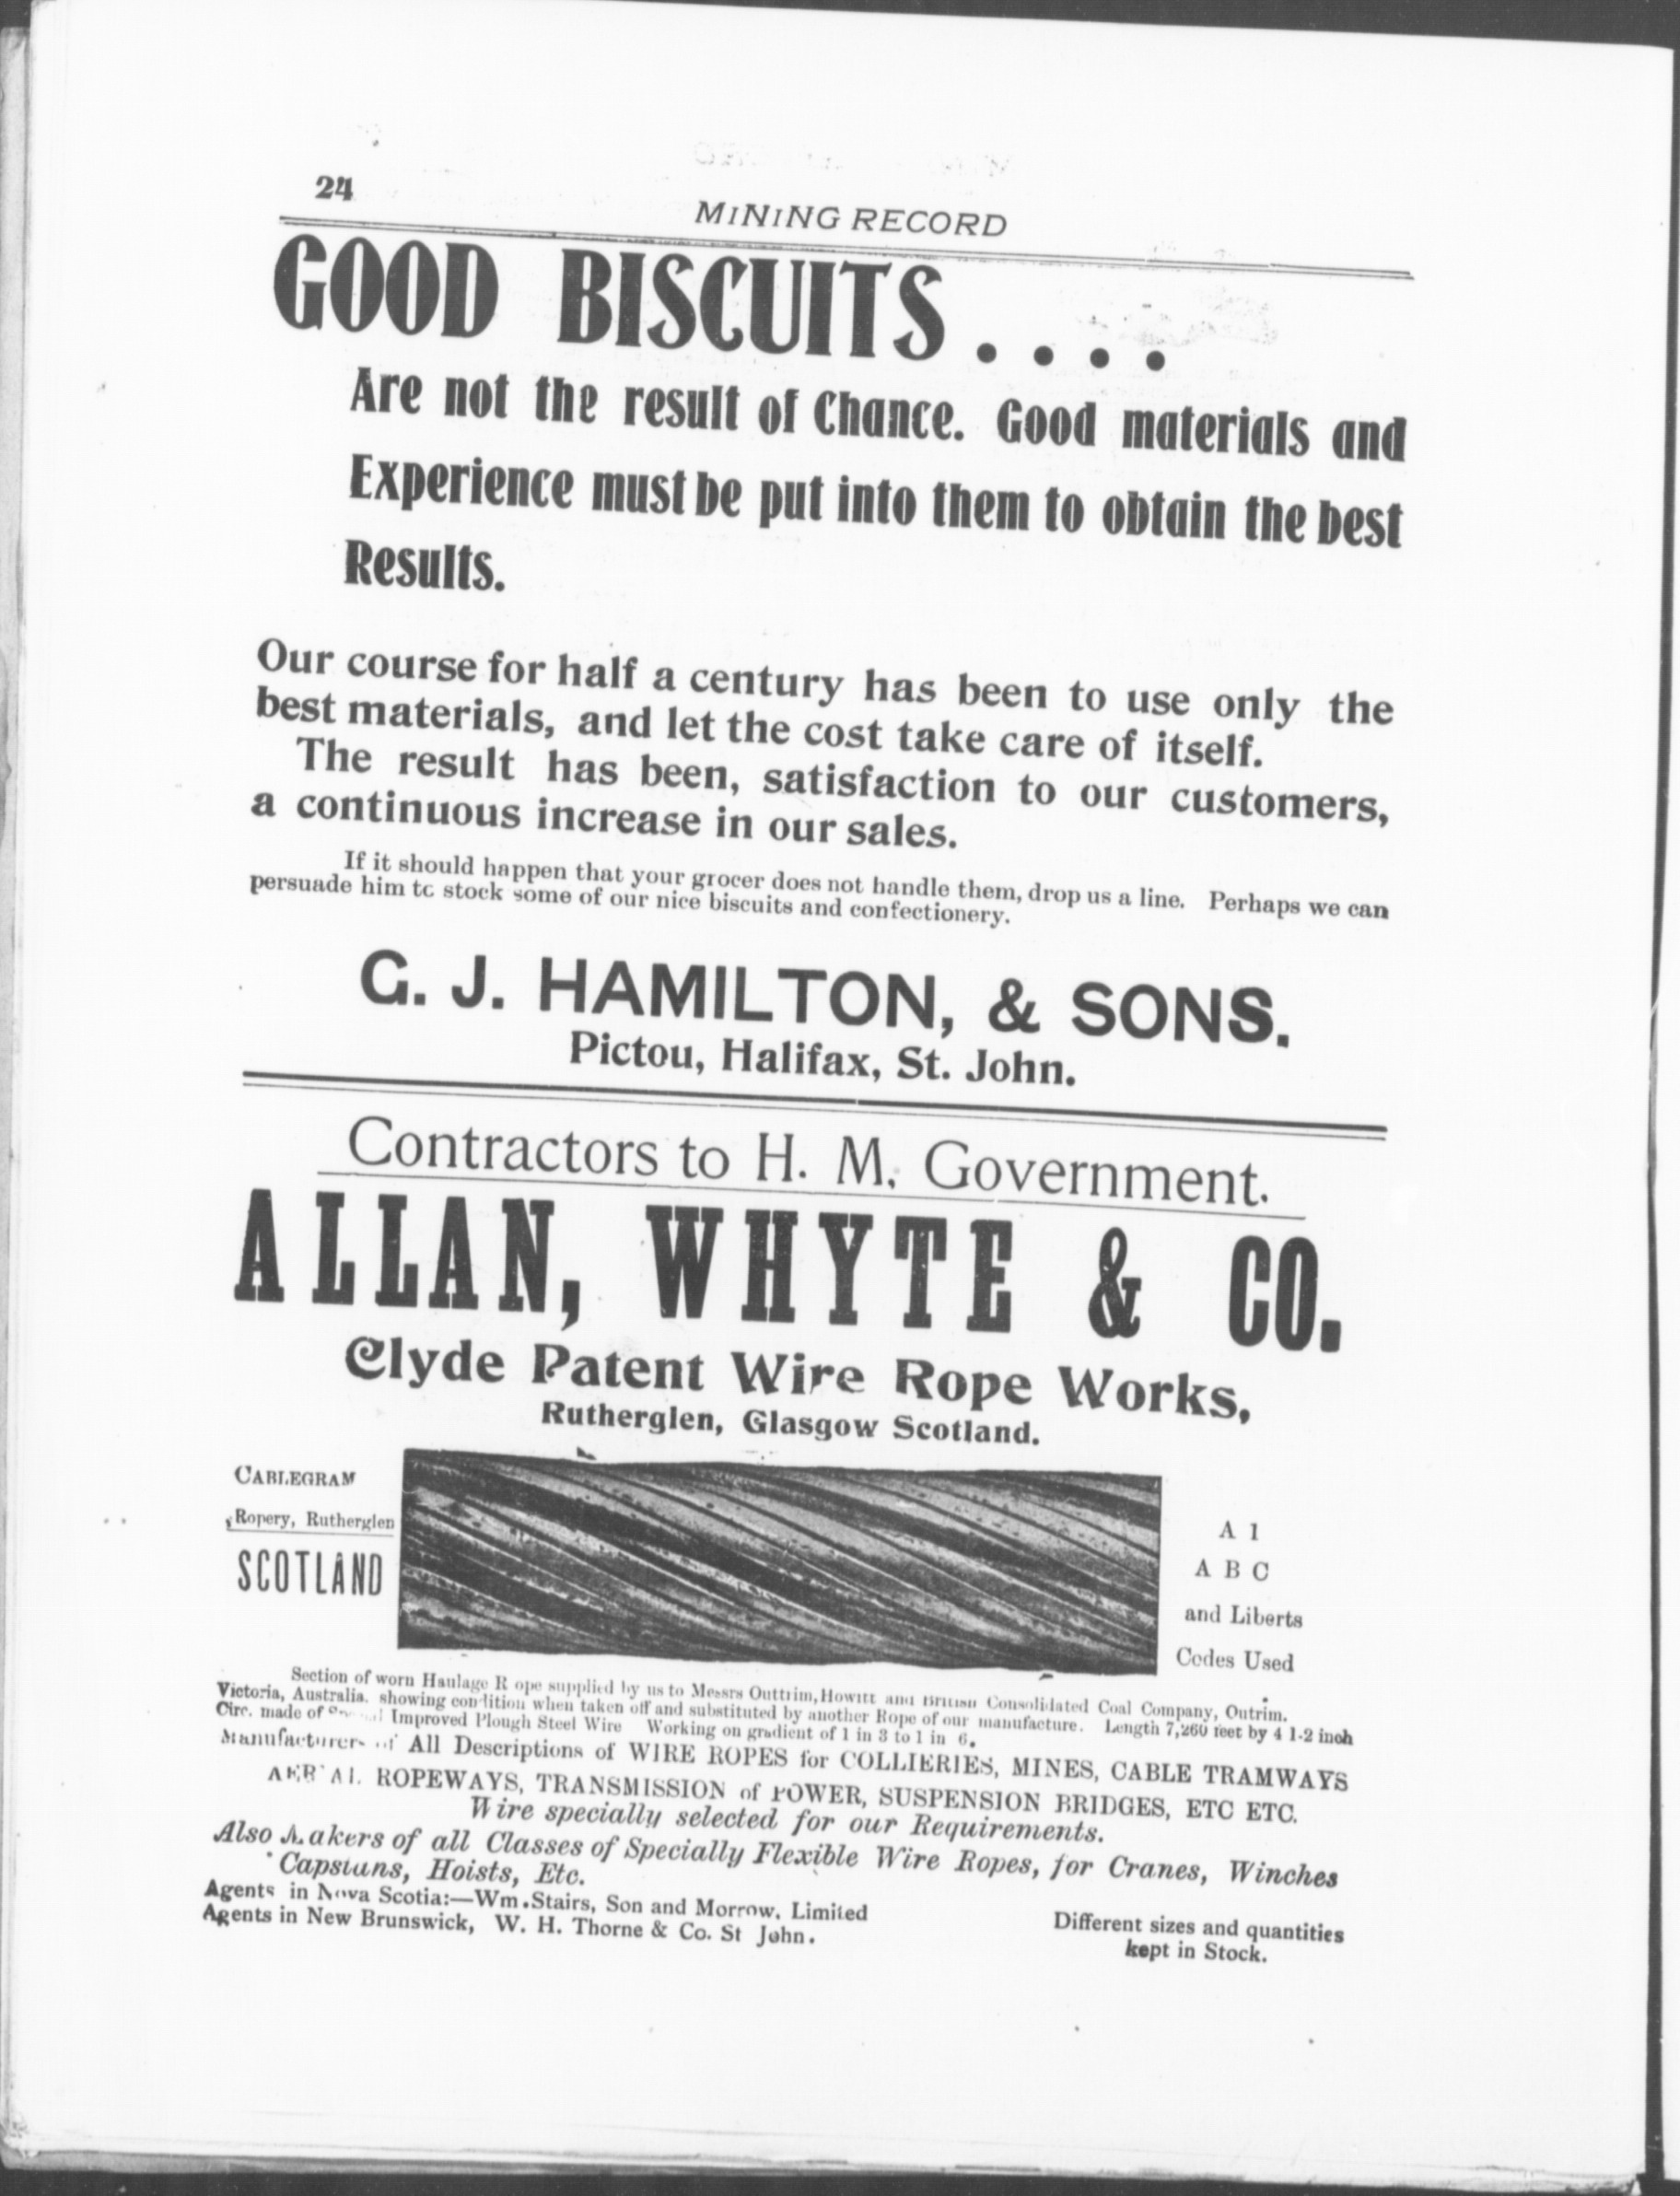 24
MINING RECORD
GOOD BISCUITS . . . .
Are not the result of Chance. Good materials and
Experience must be put into them to obtain the best
Results.
Our course for half a century has been to use only the
best materials, and let the cost take care of itself.
The result has been, satisfaction to our customers,
a continuous increase in our sales.
If it should happen that your grocer does not handle them, drop us a line. Perhaps we can
persuade him to stock some of our nice biscuits and confectionery.
G. J. HAMILTON, & SONS.
Pictou, Halifax, St. John.
Contractors to H. M. Government.
ALLAN, WHYTE & CO.
Clyde Patent Wire Rope Works,
Rutherglen, Glasgow Scotland.
CABLEGRAM
Ropery, Rutherglen
SCOTLAND
A 1
A B C
and Liberts
Codes Used
Section of worn Haulage R ope supplied by us to Messrs Outtrim, Howitt and British Consolidated Coal Company, Outrim.
Victoria, Australia. showing condition when taken off and substituted by another Rope of our manufacture. Length 7,260 feet by 4 1-2 inch
Circ. made of Improved Plough Steel Wire Working on gradient of 1 in 3 to 1 in 6.
Manufacturers of All Descriptions of WIRE ROPES for COLLIERIES, MINES, CABLE TRAMWAYS
AERIAL ROPEWAYS, TRANSMISSION of POWER, SUSPENSION BRIDGES, ETC ETC.
Wire specially selected for our Requirements.
Also Makers of all Classes of Specially Flexible Wire Ropes, for Cranes, Winches
Capstans, Hoists, Etc.
Agents in Nova Scotia:—Wm. Stairs, Son and Morrow. Limited
Agents in New Brunswick, W. H. Thorne & Co. St John.
Different sizes and quantities
kept in Stock.